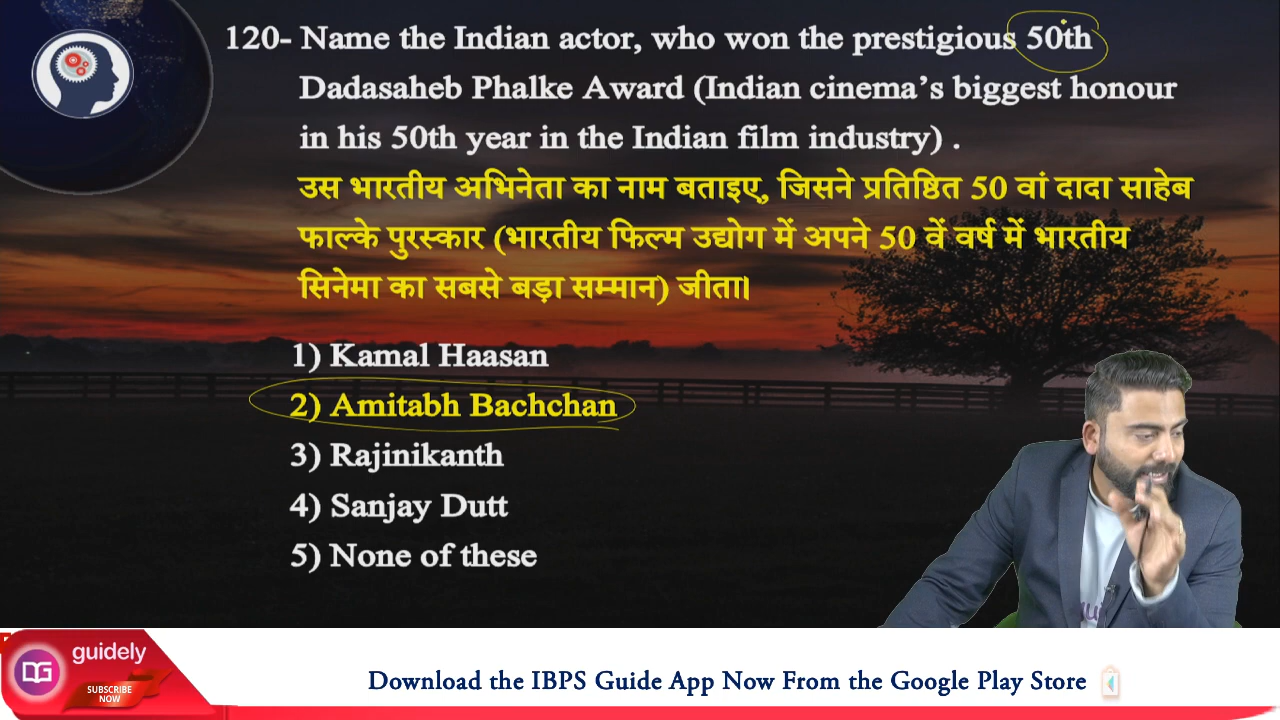 120- Name the Indian actor, who won the prestigious 50th
Dadasaheb Phalke Award (Indian cinema’s biggest honour
in his 50th year in the Indian film industry) .
उस भारतीय अभिनेता का नाम बताइए, जिसने प्रतिष्ठित 50 वां दादा साहेब
फाल्के पुरस्कार (भारतीय फिल्म उद्योग में अपने 50 वें वर्ष में भारतीय
सिनेमा का सबसे बड़ा सम्मान) जीता।
1) Kamal Haasan
2) Amitabh Bachchan
3) Rajinikanth
4) Sanjay Dutt
5) None of these
guidely
SUBSCRIBE
NOW
Download the IBPS Guide App Now From the Google Play Store